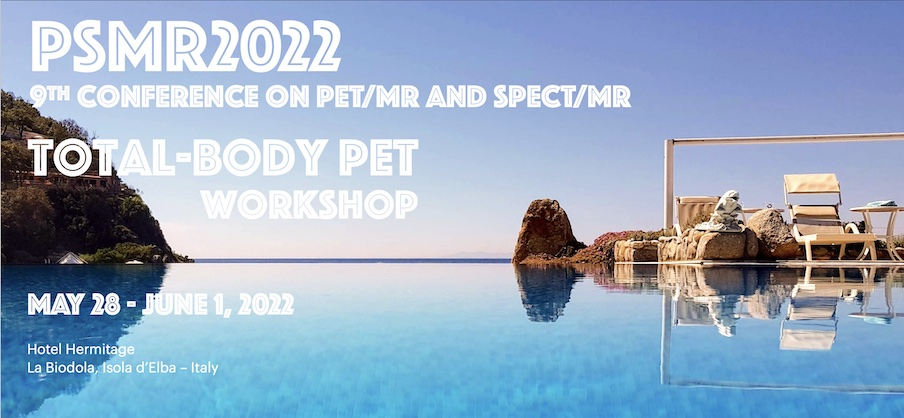 PSMR2022
9TH CONFERENCE ON PET/MR AND SPECT/MR
TOTAL-BODY PET
WORKSHOP
MAY 28 - JUNE 1, 2022
Hotel Hermitage
La Biodola, Isola d'Elba – Italy